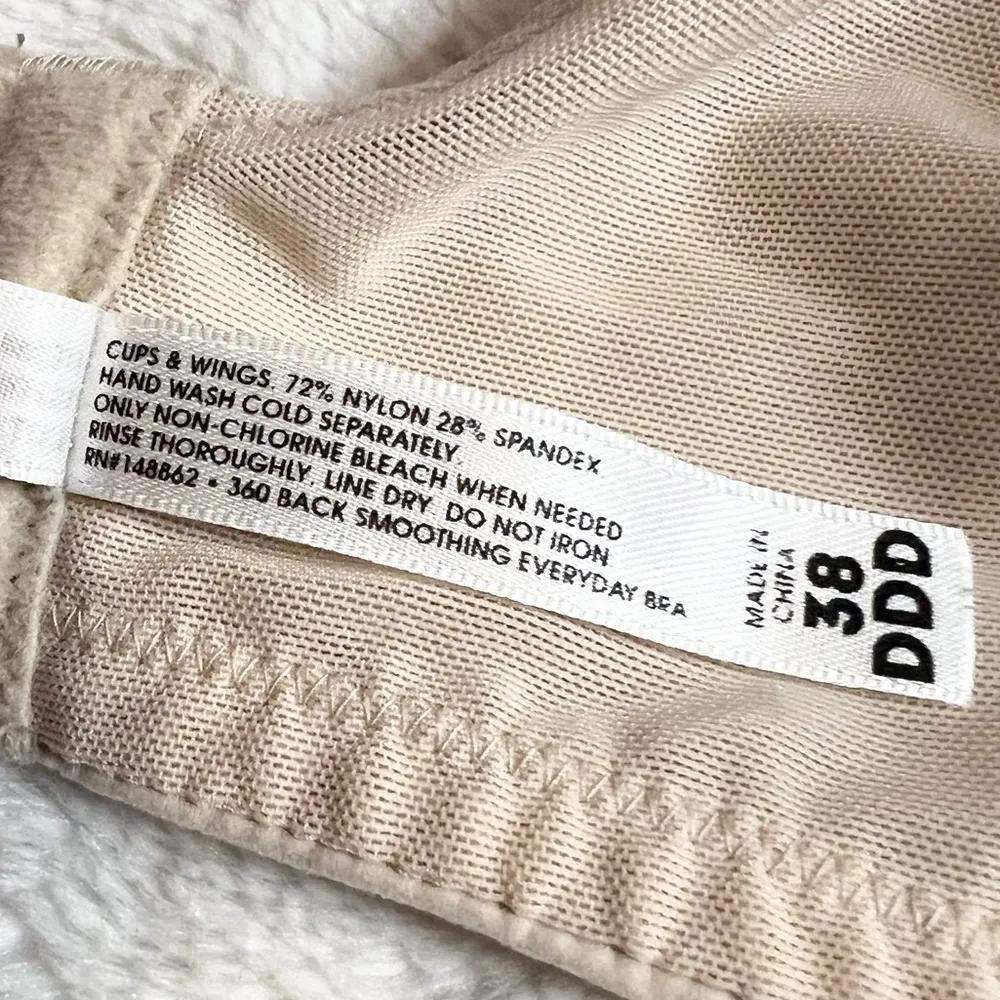 CUPS & WINGS. 72% NYLON 28% SPANDEX
HAND WASH COLD SEPARATELY.
ONLY NON-CHLORINE BLEACH WHEN NEEDED
RINSE THOROUGHLY. LINE DRY. DO NOT IRON
RN#148862 • 360 BACK SMOOTHING EVERYDAY BRA
MADE IN
CHINA
38
DDD